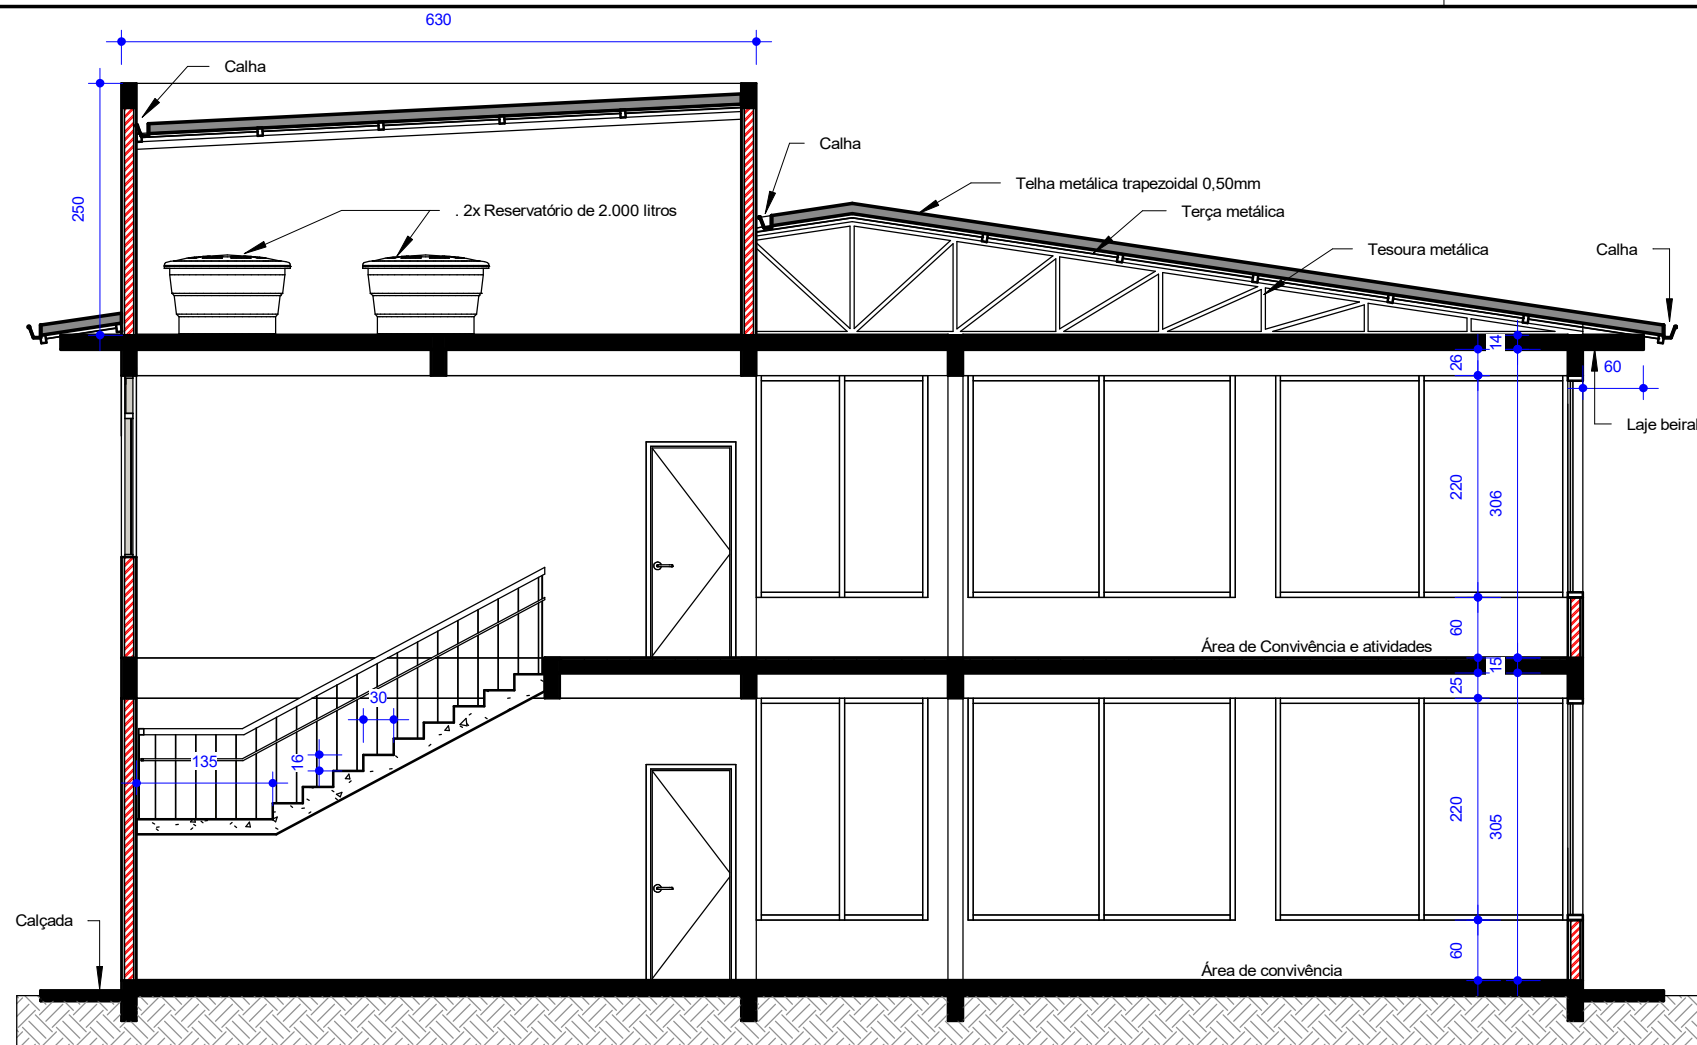 630
Calha
Calha
250
Telha metálica trapezoidal 0,50mm
. 2x Reservatório de 2.000 litros
Terça metálica
Tesoura metálica
Calha
14
26
60
Laje beiral
220
306
60
Área de Convivência e atividades
15
25
30
16
135
220
305
Calçada
60
Área de convivência